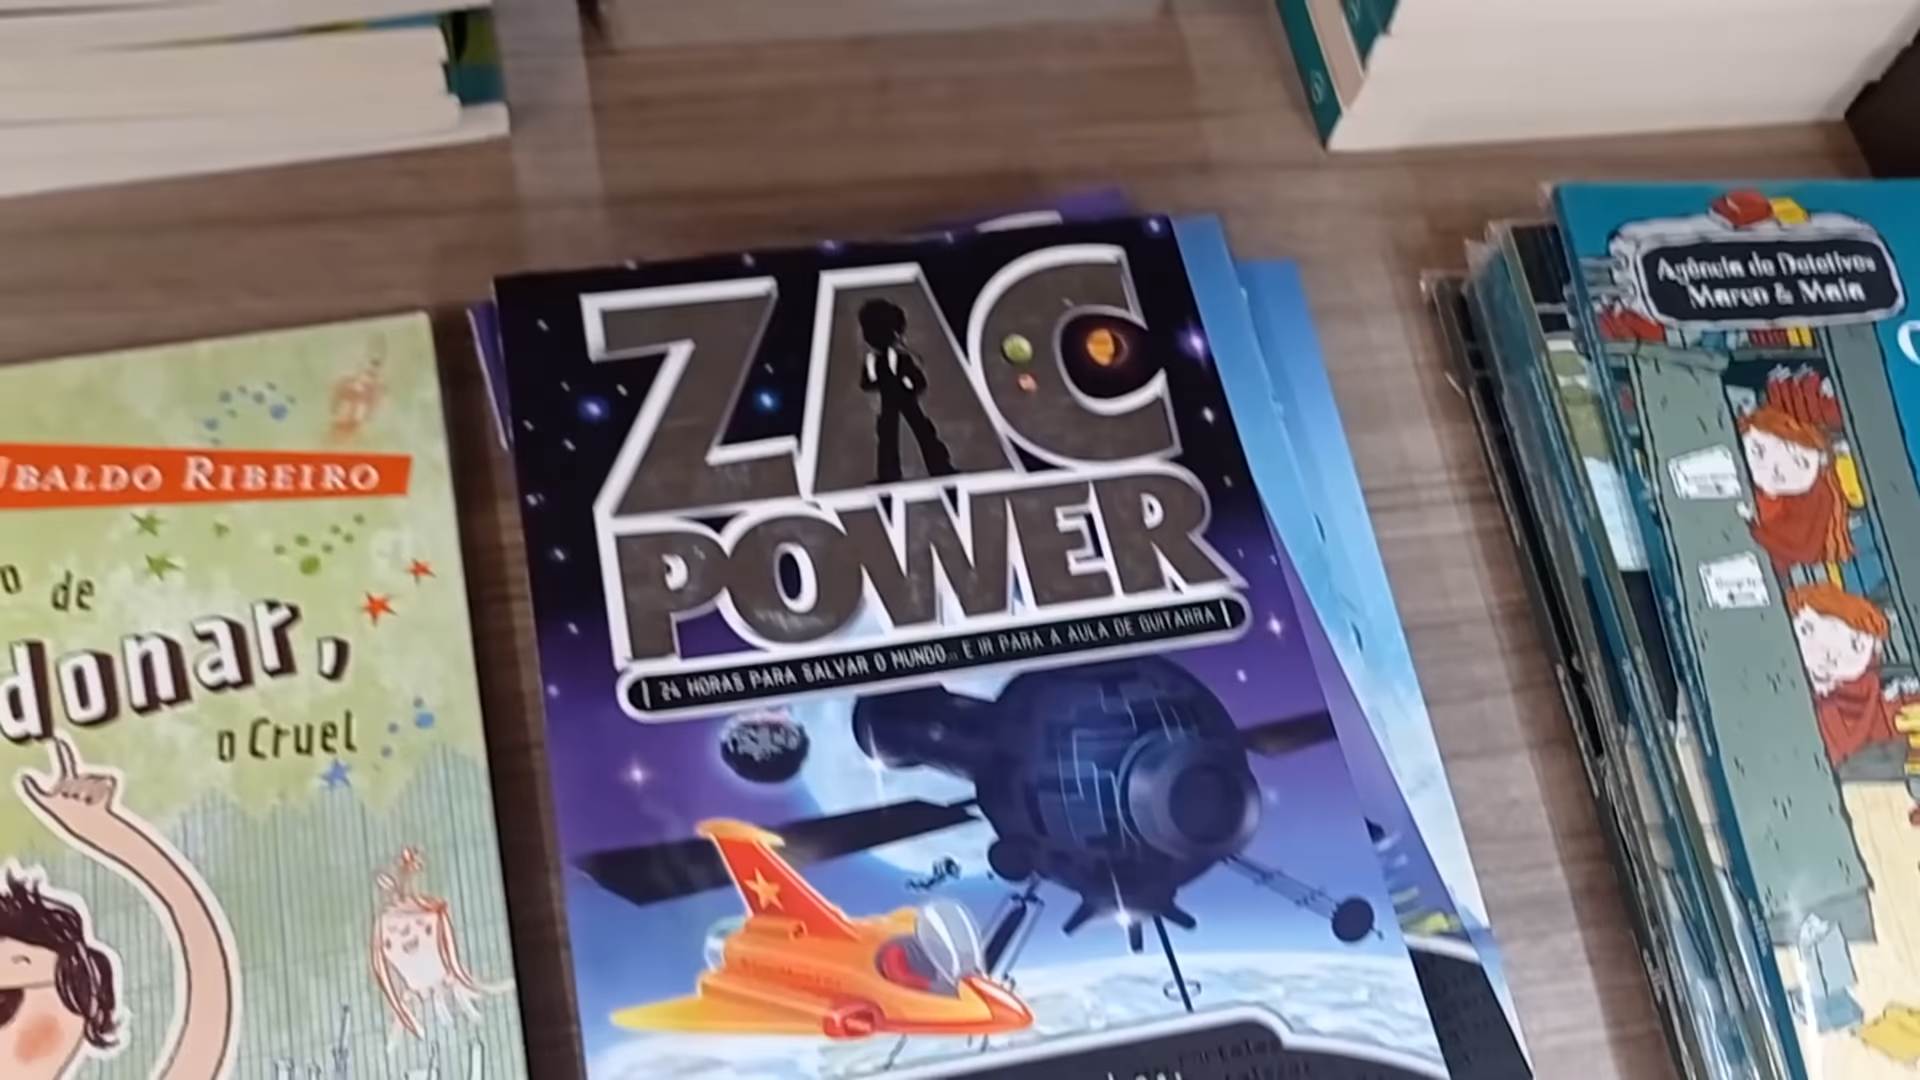 UBALDO RIBEIRO
de
donar,
o Cruel
ZAC
POWER
24 HORAS PARA SALVAR O MUNDO... E IR PARA A AULA DE GUITARRA
Agência de Detetives
Marco & Maia